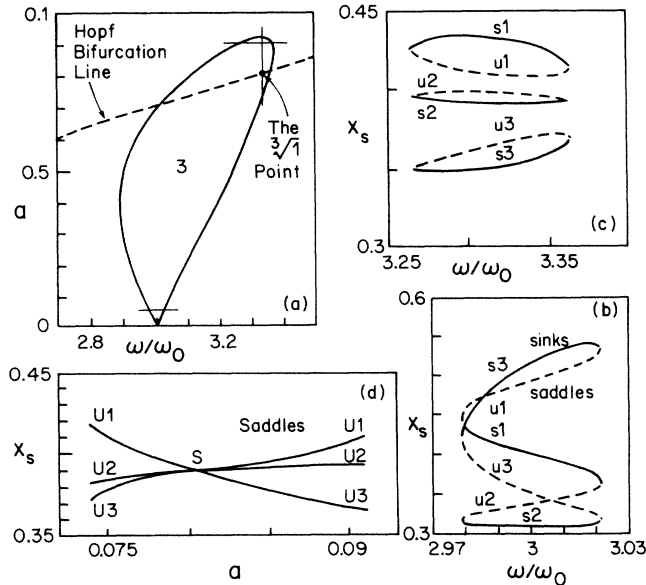 0.1
Hopf
Bifurcation
Line
3
The
∛1
Point
0.5
a
0
2.8
ω/ω₀
3.2
(a)
0.45
s1
u1
u2
s2
u3
s3
Xs
(c)
0.3
3.25
ω/ω₀
3.35
0.6
(b)
sinks
s3
saddles
u1
s1
Xs
u3
u2
s2
0.3
2.97
3
3.03
ω/ω₀
0.45
(d)
U1
Saddles
U1
Xs
S
U2
U2
U3
U3
0.35
0.075
0.09
a